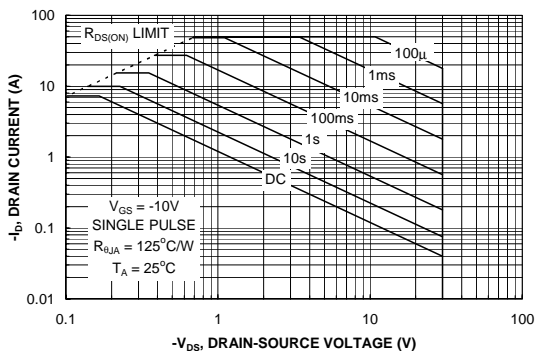 100
10
1
0.1
0.01
-I_D, DRAIN CURRENT (A)
R_DS(ON) LIMIT
100μ
1ms
10ms
100ms
1s
10s
DC
V_GS = -10V
SINGLE PULSE
R_θJA = 125°C/W
T_A = 25°C
0.1
1
10
100
-V_DS, DRAIN-SOURCE VOLTAGE (V)